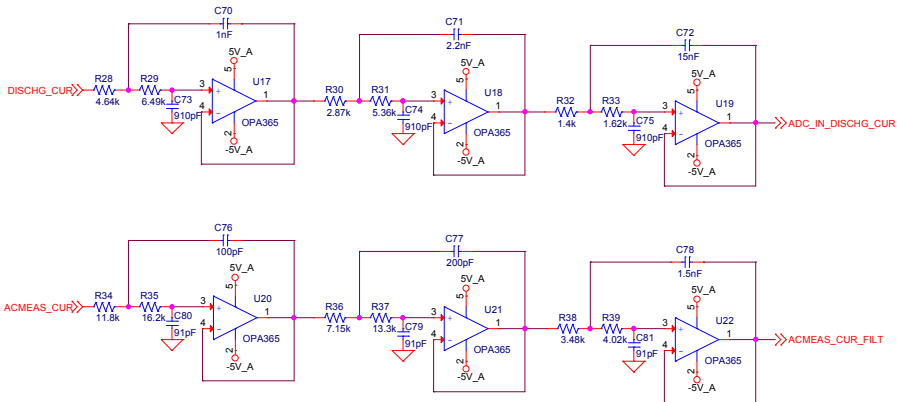 C70
1nF
5V_A
5
R28
4.64k
R29
6.49k
DISCHG_CUR
C73
910pF
3
4
+
−
U17
1
OPA365
2
-5V_A
C71
2.2nF
5V_A
5
R30
2.87k
R31
5.36k
C74
910pF
3
4
+
−
U18
1
OPA365
2
-5V_A
C72
15nF
5V_A
5
R32
1.4k
R33
1.62k
C75
910pF
3
4
+
−
U19
1
OPA365
2
-5V_A
ADC_IN_DISCHG_CUR
C76
100pF
5V_A
5
ACMEAS_CUR
R34
11.8k
R35
16.2k
C80
91pF
3
4
+
−
U20
1
OPA365
2
-5V_A
C77
200pF
5V_A
5
R36
7.15k
R37
13.3k
C79
91pF
3
4
+
−
U21
1
OPA365
2
-5V_A
C78
1.5nF
5V_A
5
R38
3.48k
R39
4.02k
C81
91pF
3
4
+
−
U22
1
OPA365
2
-5V_A
ACMEAS_CUR_FILT